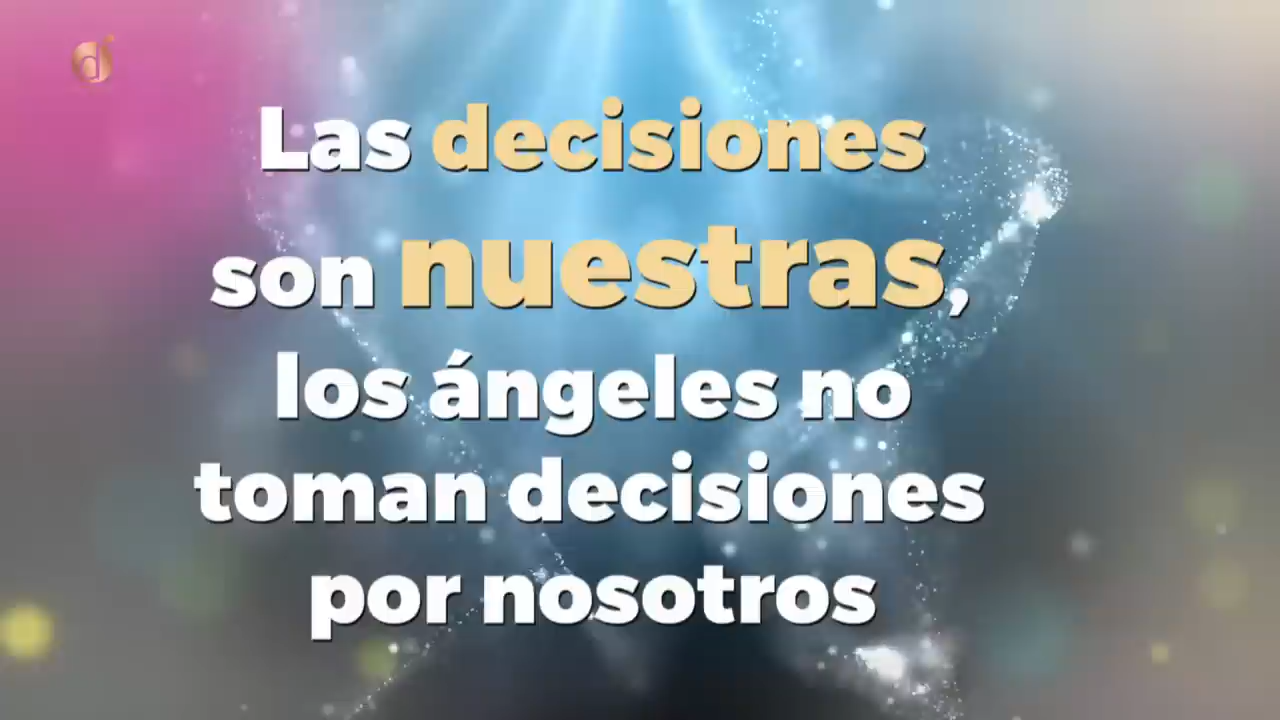 Las decisiones
son nuestras,
los ángeles no
toman decisiones
por nosotros